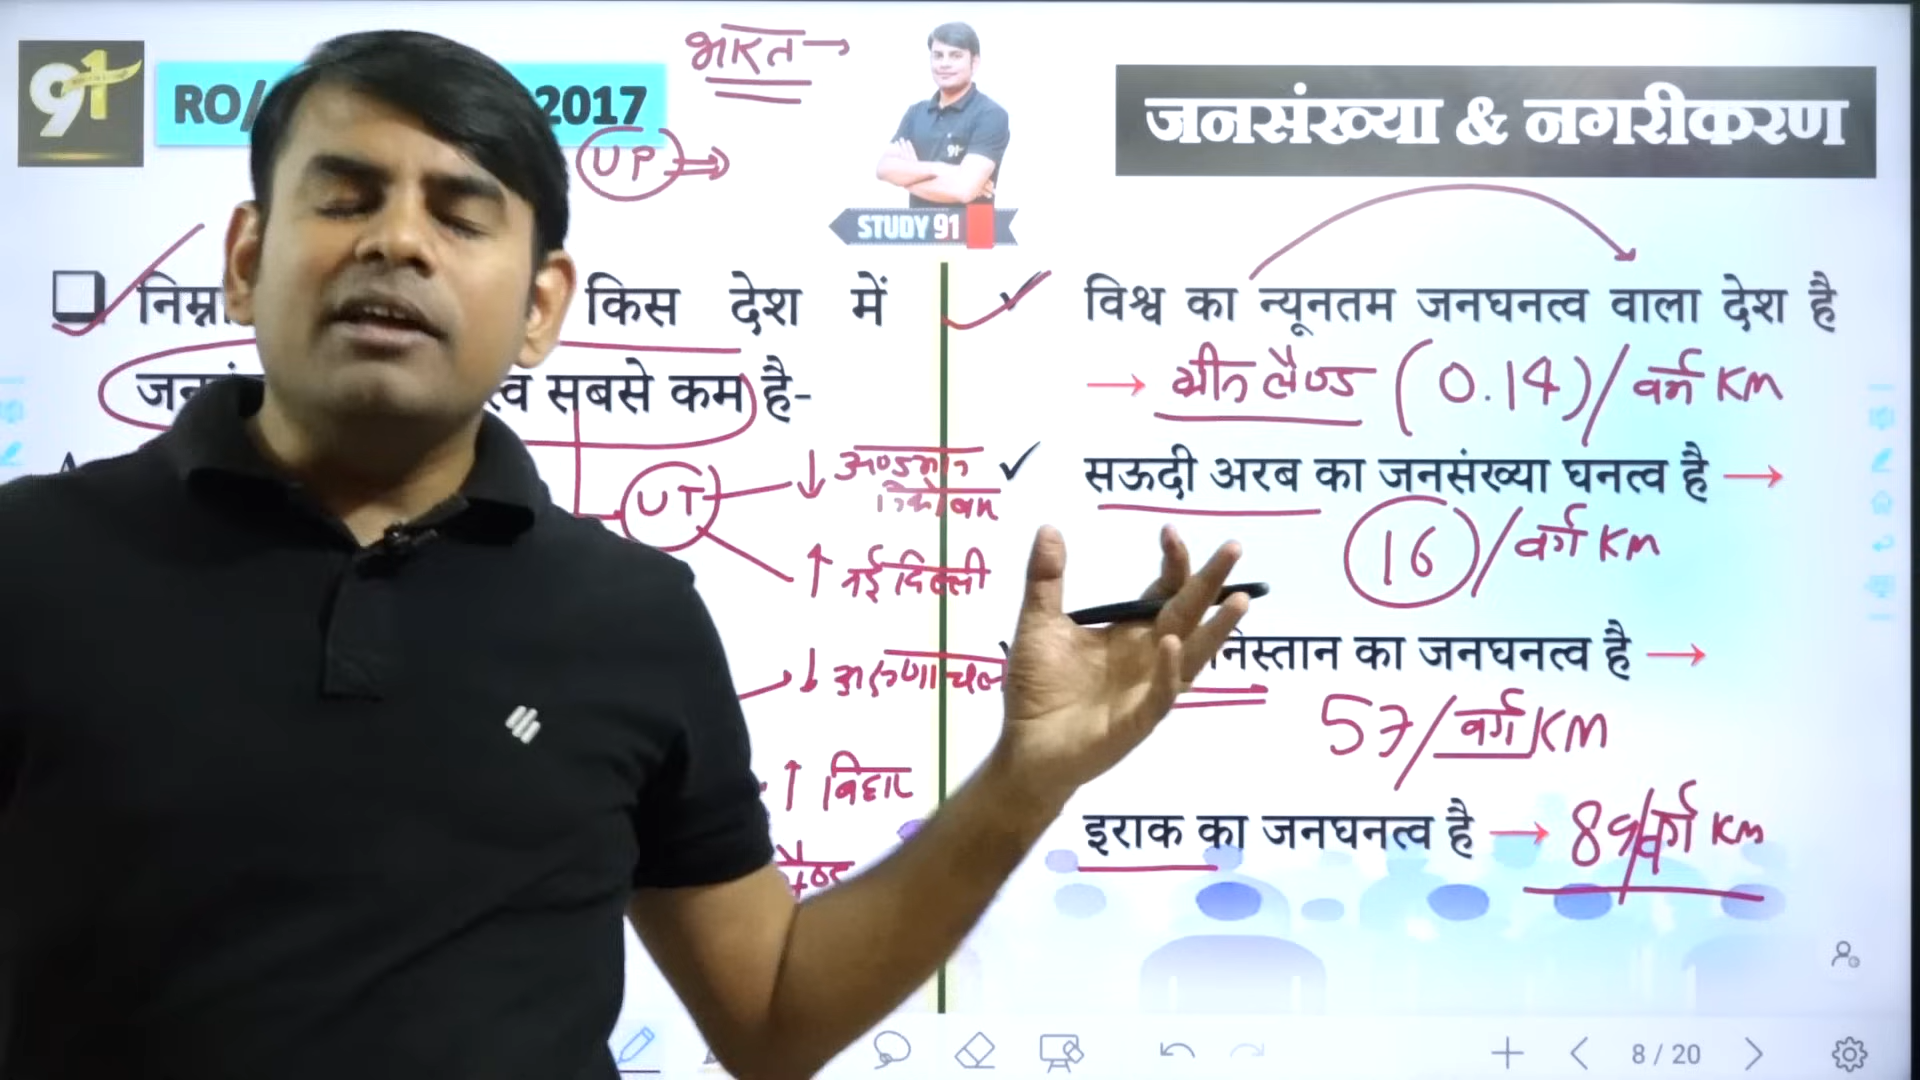 भारत →
91
RO/ 2017
UP ⇒
जनसंख्या & नगरीकरण
91
STUDY 91
किस देश में
सबसे कम है-
UT
↓ अण्डमान
निकोबार
↑ नई दिल्ली
↓ अरुणाचल
↑ बिहार
✓ विश्व का न्यूनतम जनघनत्व वाला देश है
→ ग्रीनलैण्ड (0.14)/वर्ग KM
✓ सऊदी अरब का जनसंख्या घनत्व है →
16/वर्ग KM
का जनघनत्व है →
57/वर्ग KM
इराक का जनघनत्व है → 89/वर्ग KM
8 / 20